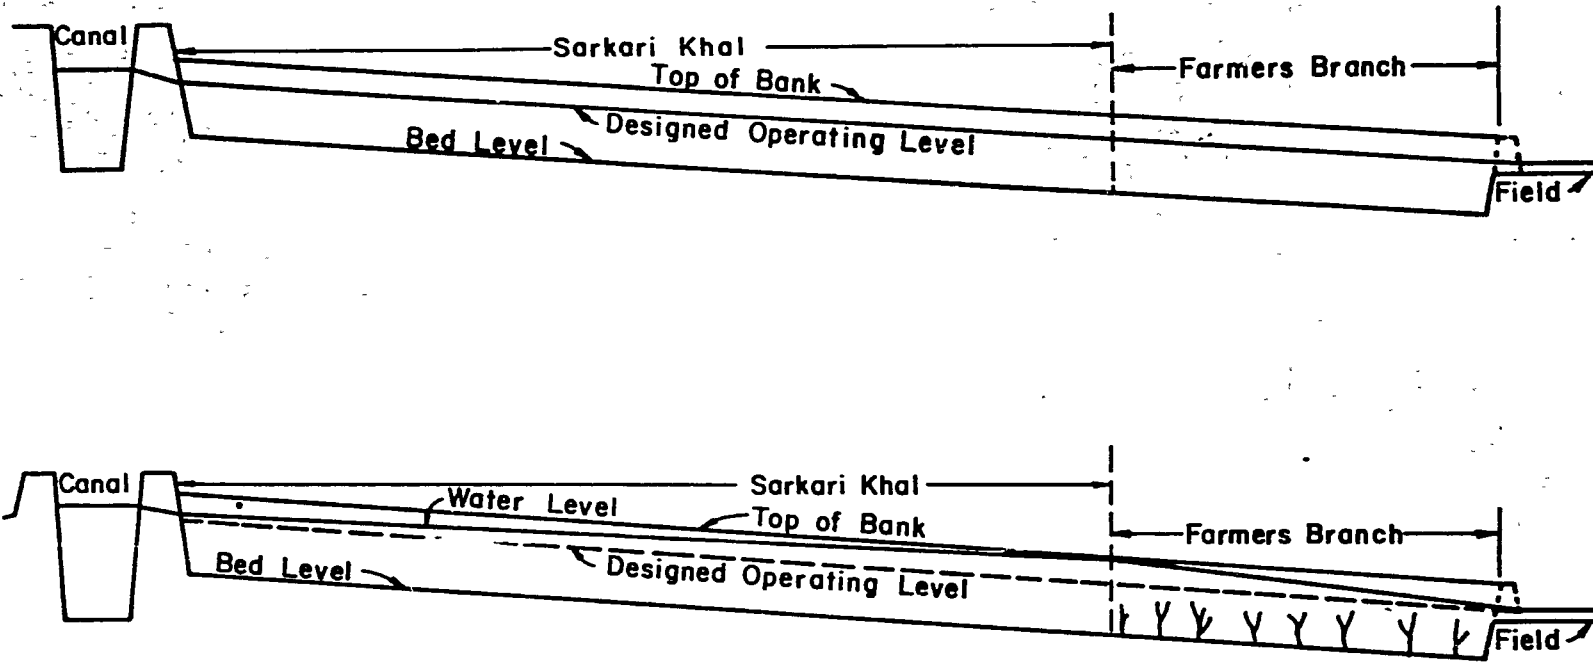 Canal
Sarkari Khal
Farmers Branch
Top of Bank
Designed Operating Level
Bed Level
Field
Canal
Sarkari Khal
Water Level
Top of Bank
Farmers Branch
Bed Level
Designed Operating Level
Field